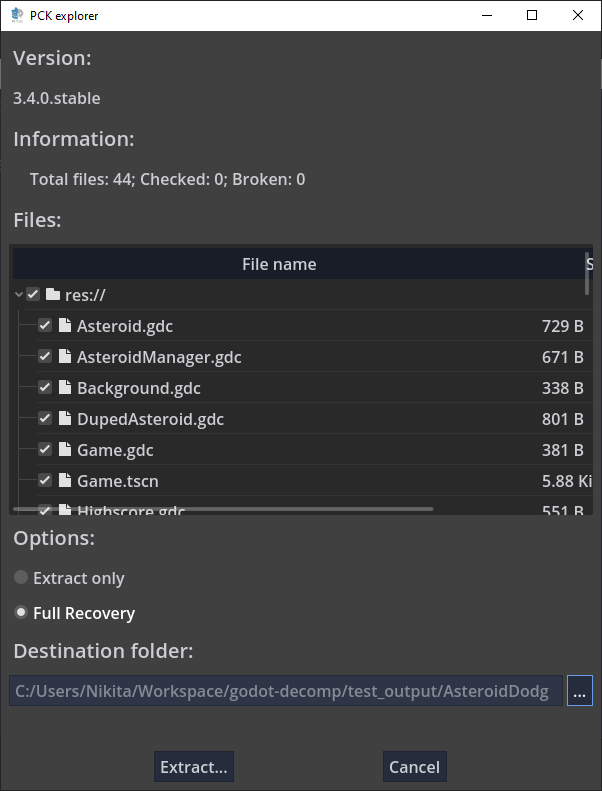 PCK explorer
Version:
3.4.0.stable
Information:
Total files: 44; Checked: 0; Broken: 0
Files:
File name S
res://
Asteroid.gdc 729 B
AsteroidManager.gdc 671 B
Background.gdc 338 B
DupedAsteroid.gdc 801 B
Game.gdc 381 B
Game.tscn 5.88 Ki
Highscore.gdc 551 B
Options:
Extract only
Full Recovery
Destination folder:
C:/Users/Nikita/Workspace/godot-decomp/test_output/AsteroidDodg ...
Extract... Cancel